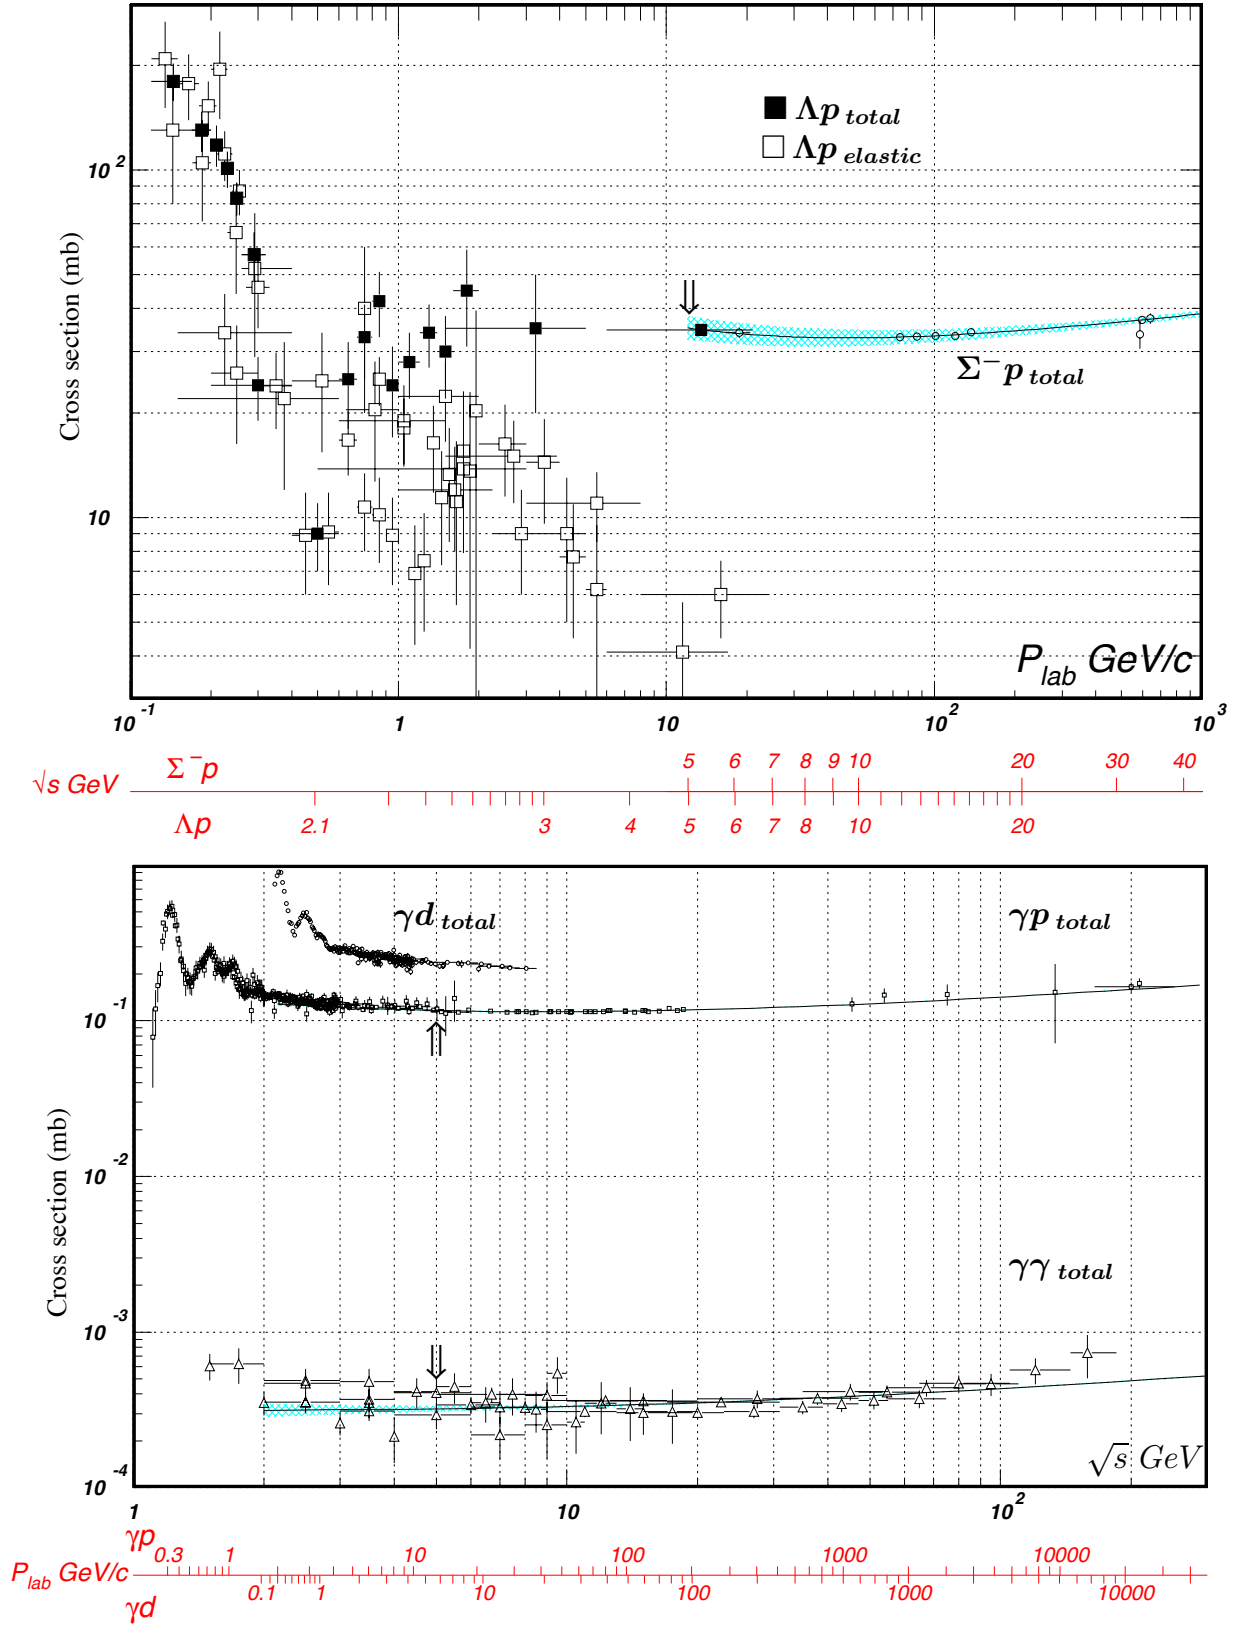 10²
10
Cross section (mb)
Λp total
Λp elastic
⇓
Σ⁻p total
P lab GeV/c
10⁻¹ 1 10 10² 10³
√s GeV
Σ⁻p
5 6 7 8 9 10 20 30 40
Λp
2.1 3 4 5 6 7 8 10 20
γd total
γp total
10⁻¹
⇑
Cross section (mb)
10⁻²
γγ total
10⁻³
⇓
√s GeV
10⁻⁴
1 10 10²
γp
0.3 1 10 100 1000 10000
P lab GeV/c
0.1 1 10 100 1000 10000
γd